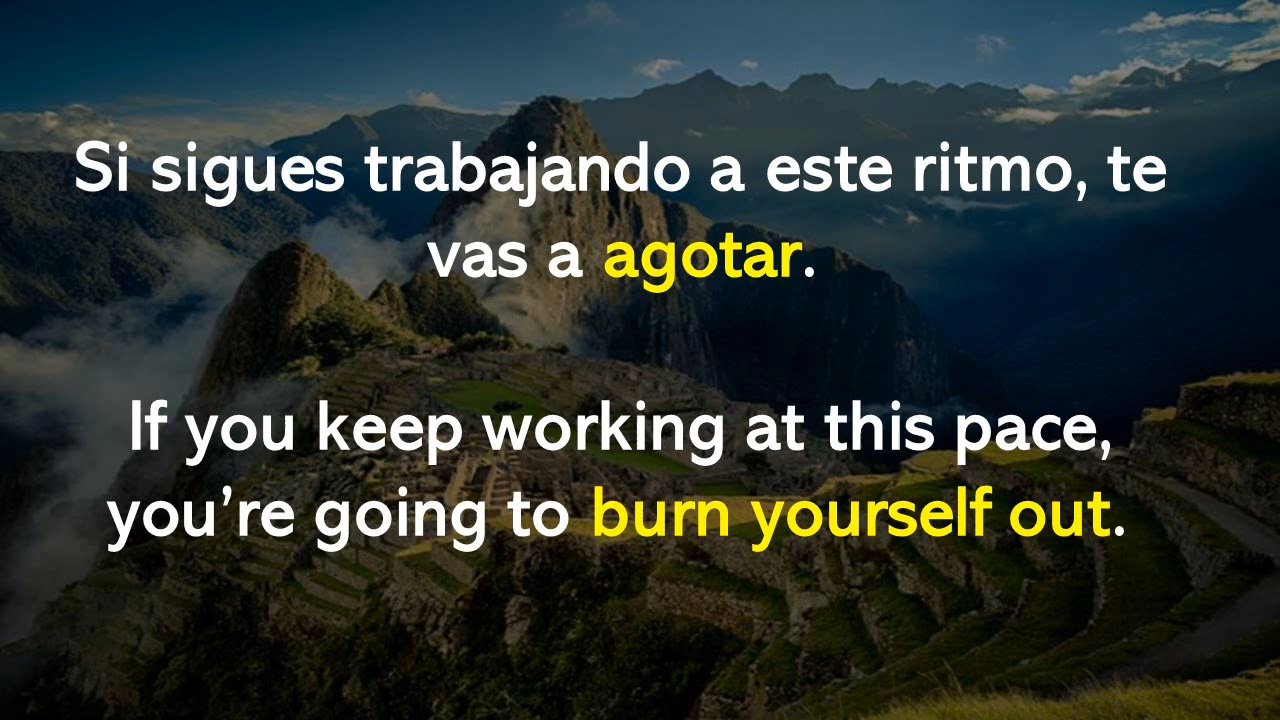 Si sigues trabajando a este ritmo, te
vas a agotar.
If you keep working at this pace,
you’re going to burn yourself out.